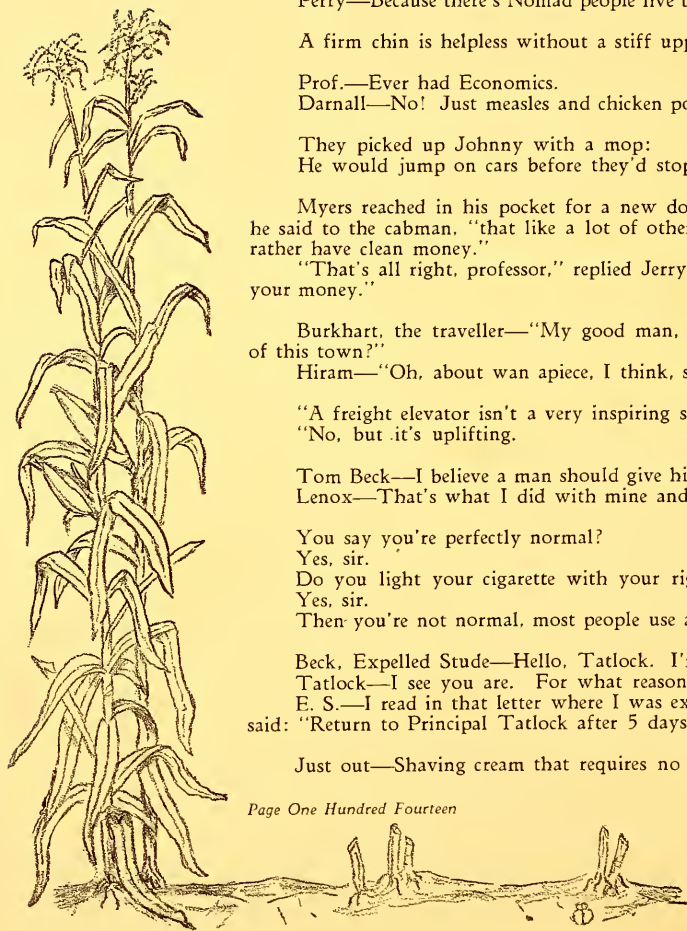 A firm chin is helpless without a stiff upp
Prof.—Ever had Economics.
Darnall—No! Just measles and chicken po
They picked up Johnny with a mop:
He would jump on cars before they'd stop
Myers reached in his pocket for a new do
he said to the cabman, "that like a lot of othe
rather have clean money."
"That's all right, professor," replied Jerry
your money."
Burkhart, the traveller—"My good man,
of this town?"
Hiram—"Oh, about wan apiece, I think, s
"A freight elevator isn't a very inspiring s
"No, but it's uplifting.
Tom Beck—I believe a man should give hi
Lenox—That's what I did with mine and
You say you're perfectly normal?
Yes, sir.
Do you light your cigarette with your ri
Yes, sir.
Then you're not normal, most people use a
Beck, Expelled Stude—Hello, Tatlock. I'
Tatlock—I see you are. For what reason
E. S.—I read in that letter where I was ex
said: "Return to Principal Tatlock after 5 days
Just out—Shaving cream that requires no
Page One Hundred Fourteen